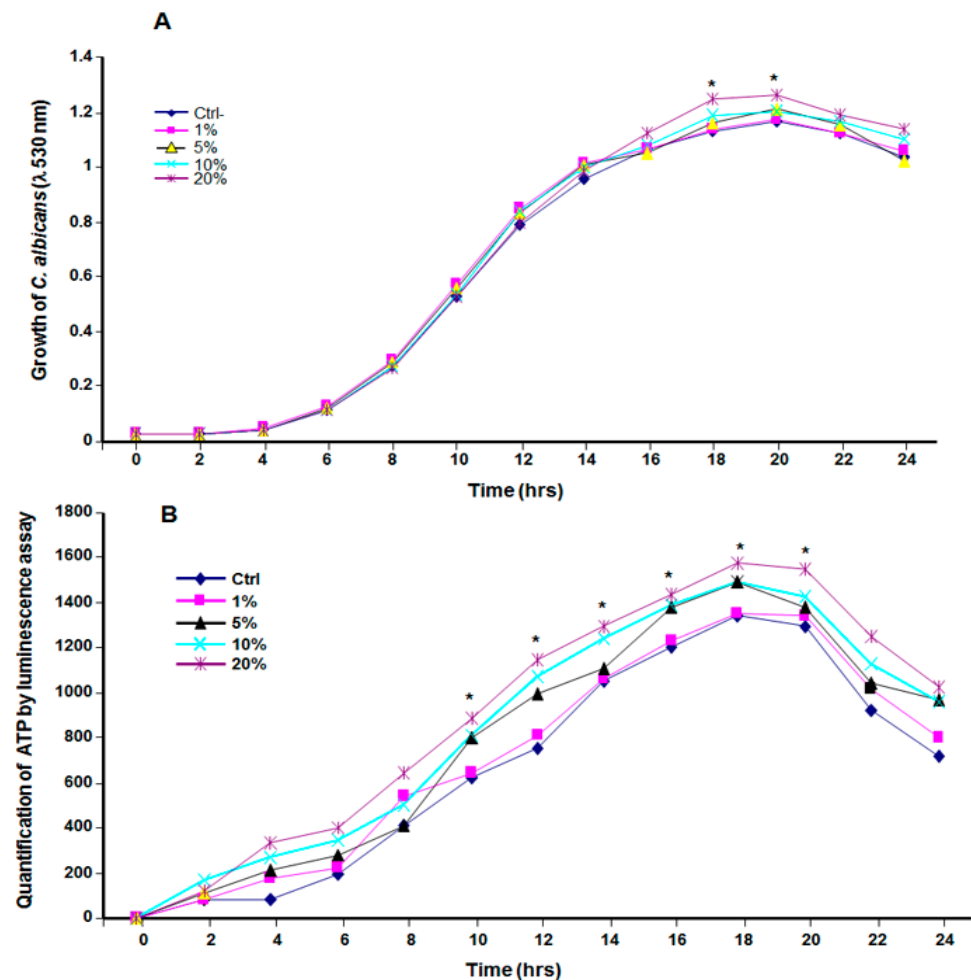 A
Growth of C. albicans (λ 530 nm)
1.4
1.2
1
0.8
0.6
0.4
0.2
0
Ctrl-
1%
5%
10%
20%
* *
0 2 4 6 8 10 12 14 16 18 20 22 24
Time (hrs)
B
Quantification of ATP by luminescence assay
1800
1600
1400
1200
1000
800
600
400
200
0
Ctrl
1%
5%
10%
20%
* * * * * *
0 2 4 6 8 10 12 14 16 18 20 22 24
Time (hrs)